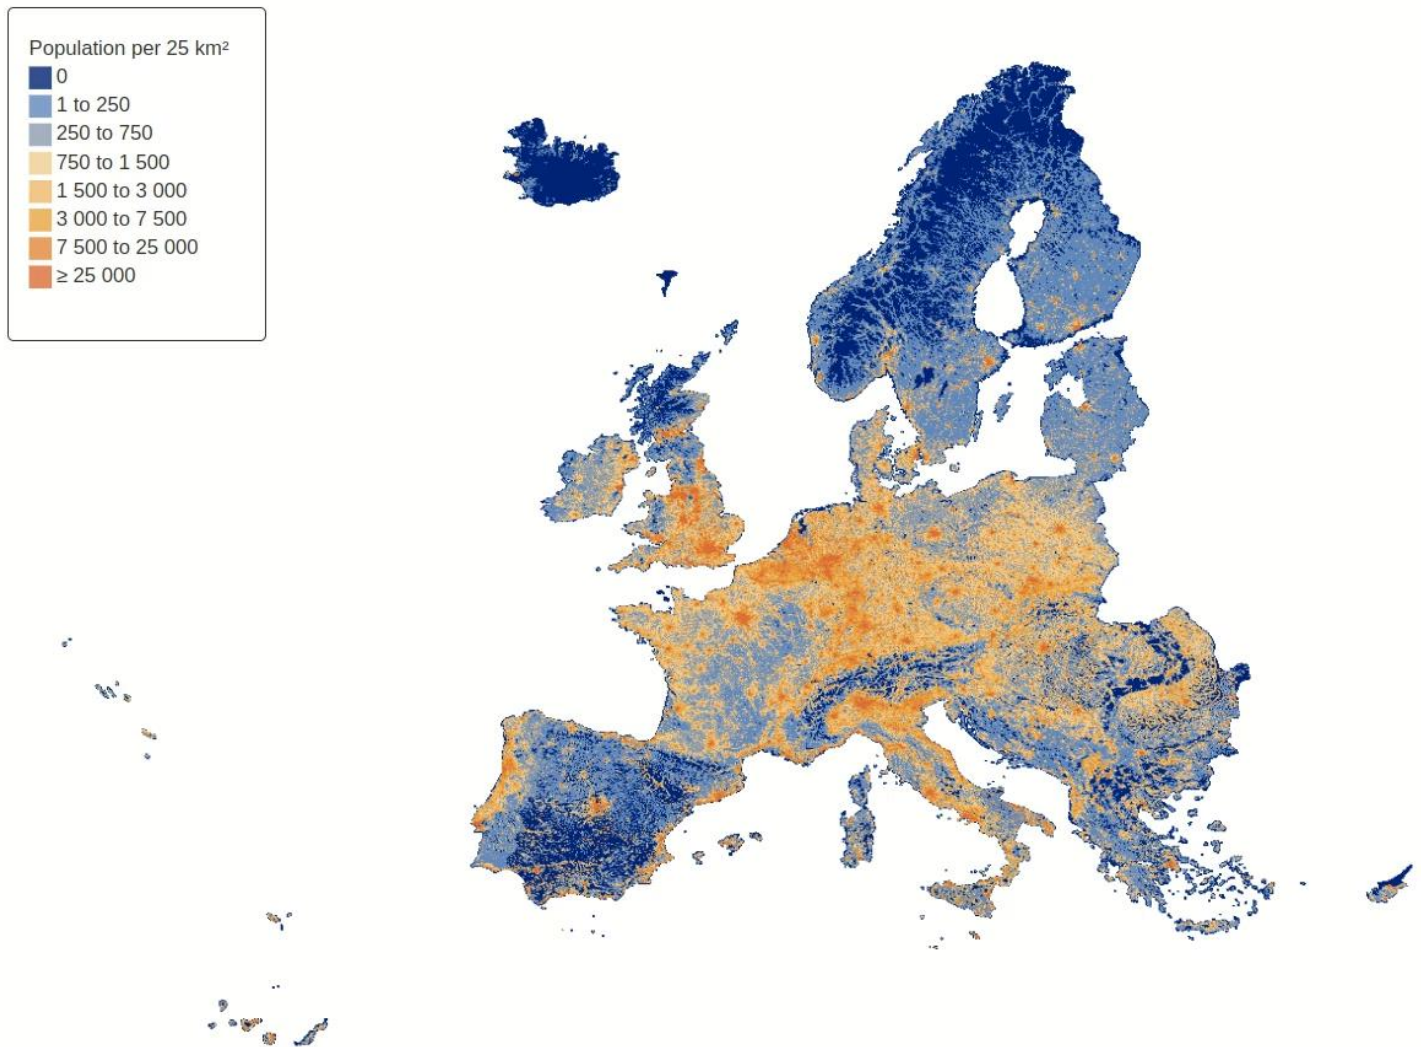 Population per 25 km²
0
1 to 250
250 to 750
750 to 1 500
1 500 to 3 000
3 000 to 7 500
7 500 to 25 000
≥ 25 000